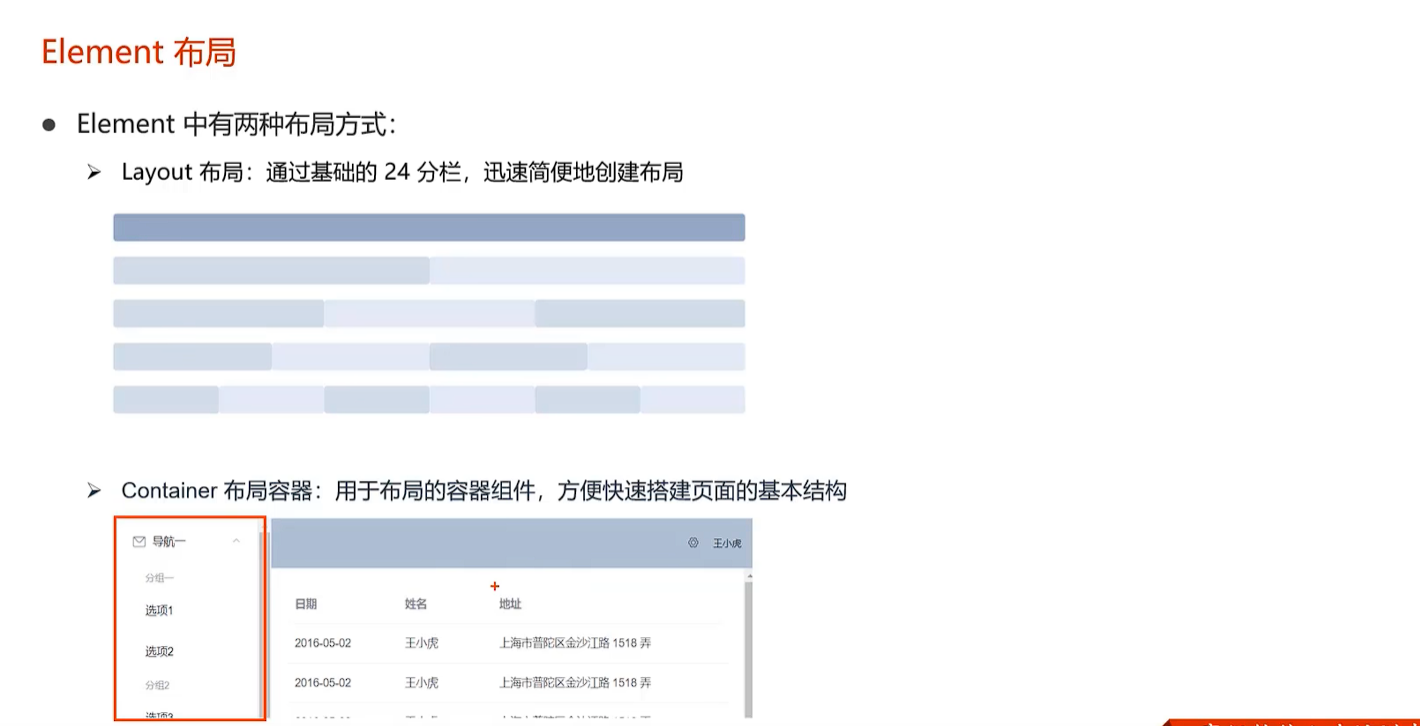 Element 布局
● Element 中有两种布局方式：
➢ Layout 布局：通过基础的 24 分栏，迅速简便地创建布局
➢ Container 布局容器：用于布局的容器组件，方便快速搭建页面的基本结构
导航一
分组一
选项1
选项2
分组2
选项3
王小虎
日期 姓名 地址
2016-05-02 王小虎 上海市普陀区金沙江路 1518 弄
2016-05-02 王小虎 上海市普陀区金沙江路 1518 弄